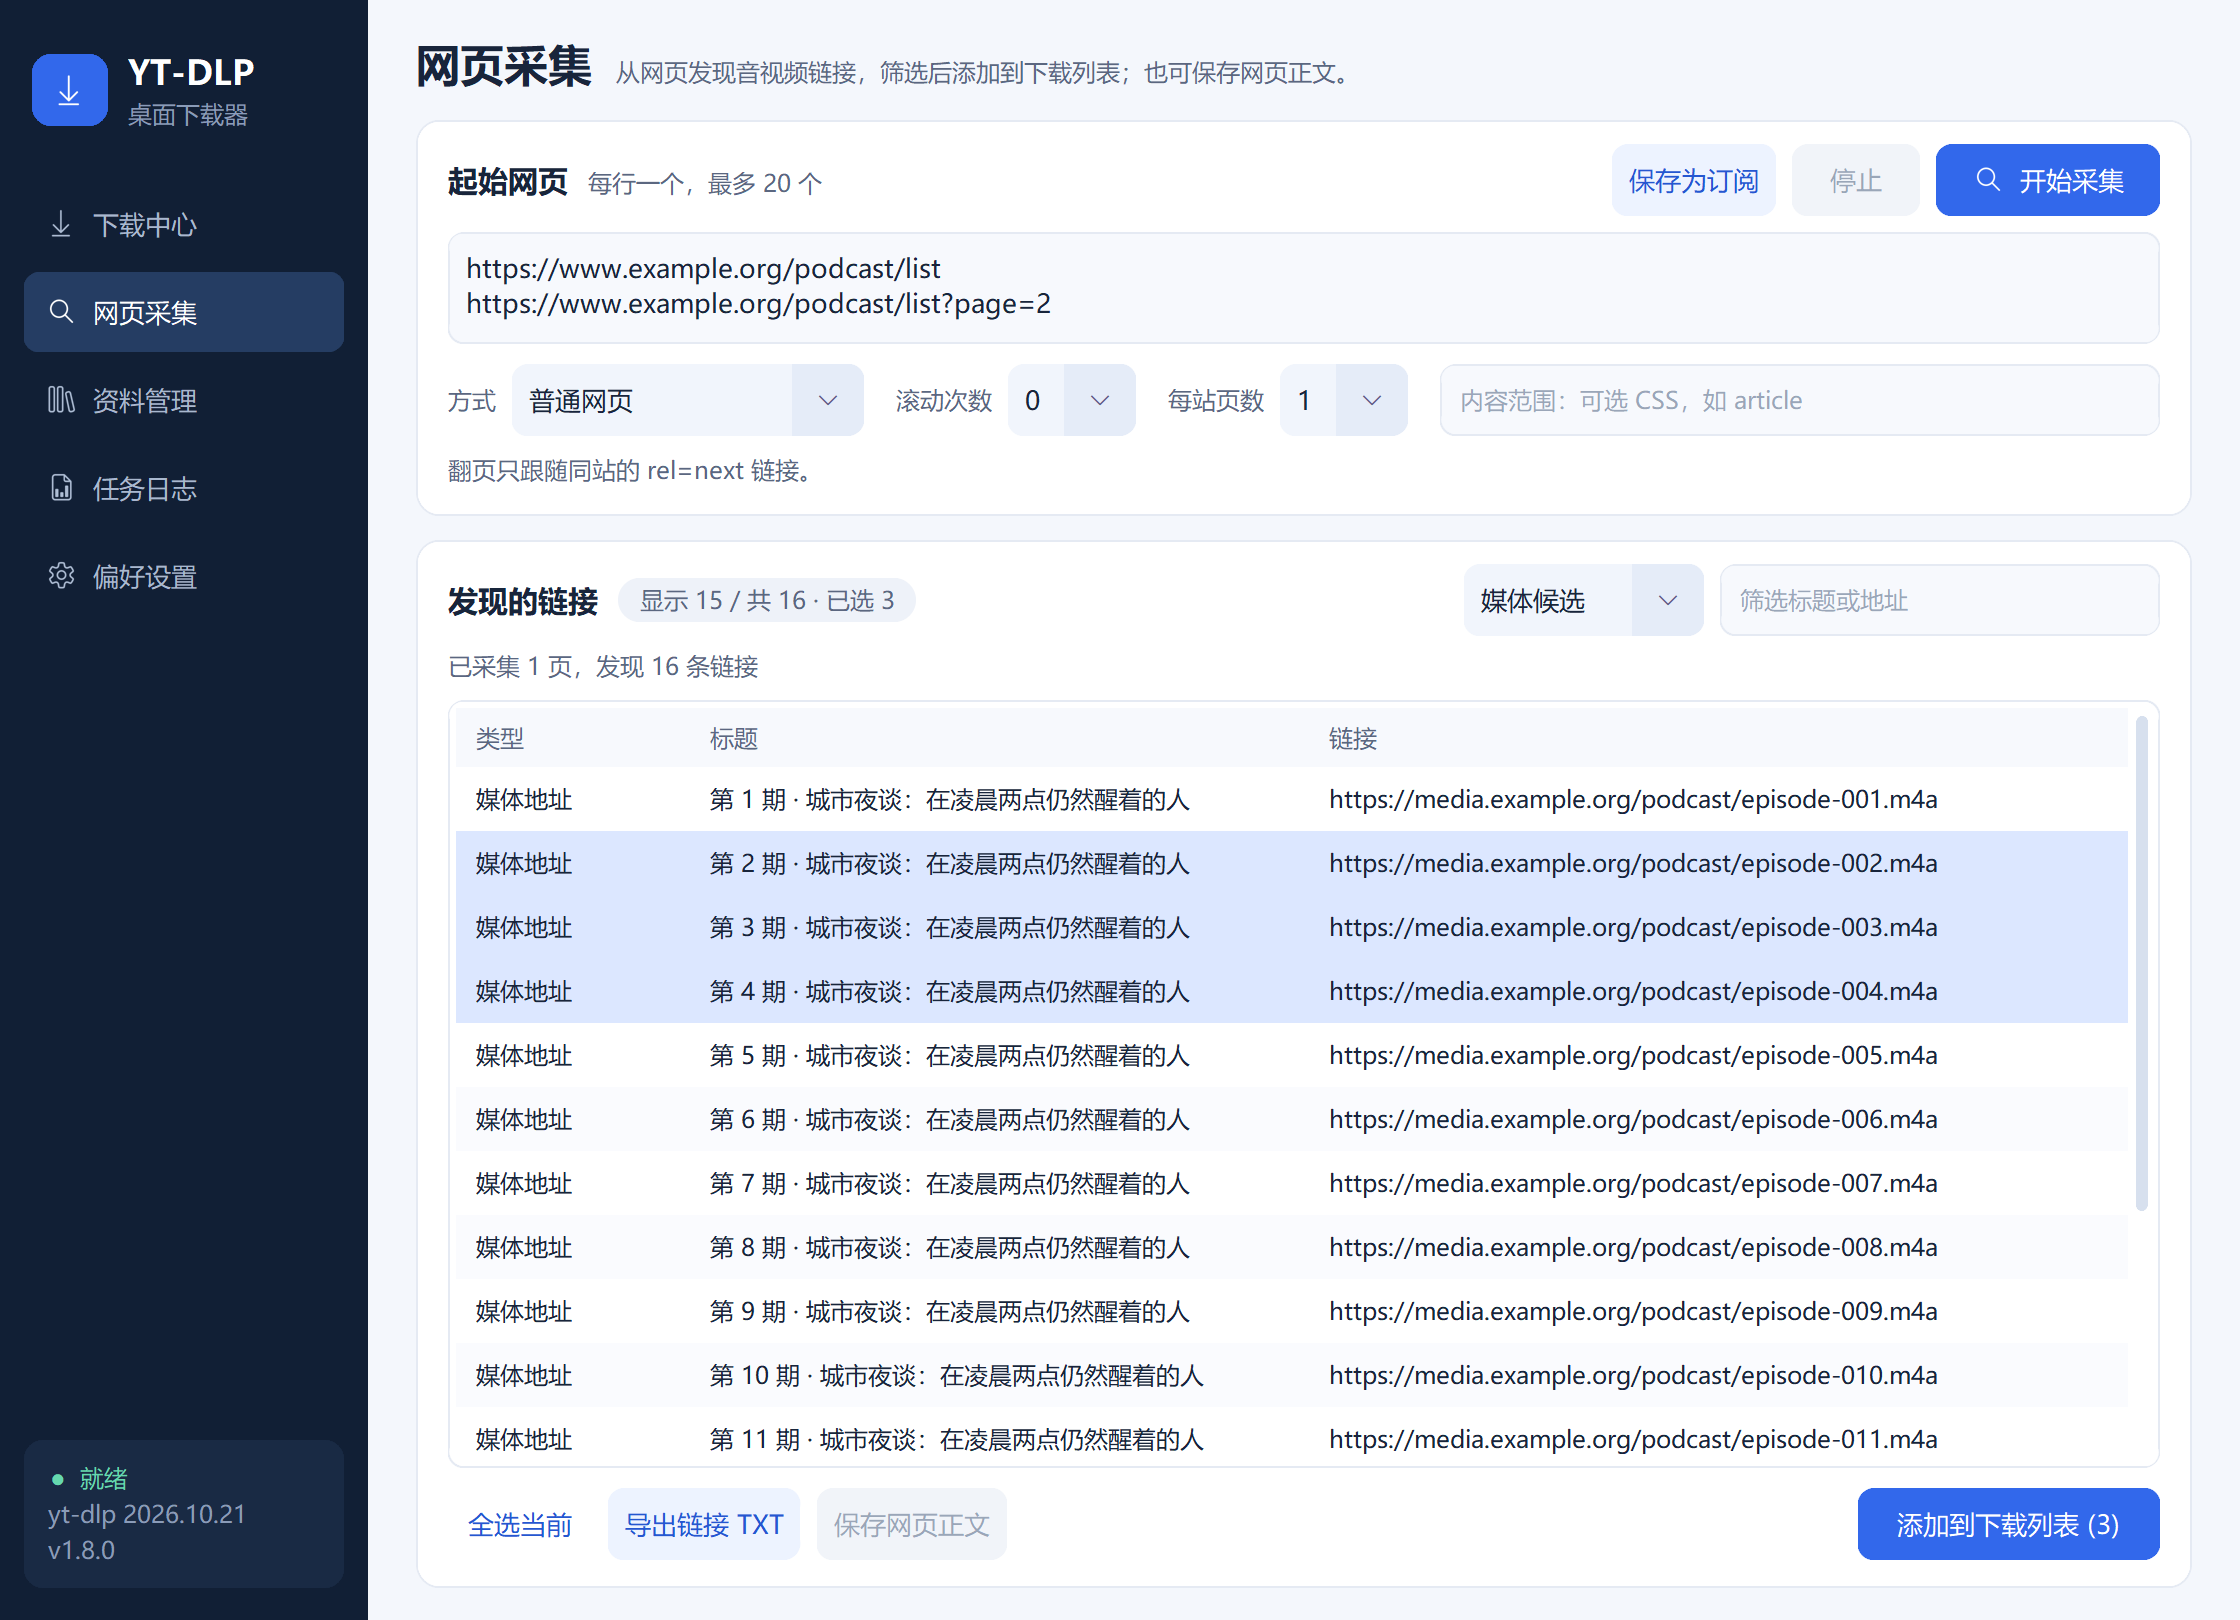 YT-DLP
桌面下载器
下载中心
网页采集
资料管理
任务日志
偏好设置
就绪
yt-dlp 2026.10.21
v1.8.0
网页采集 从网页发现音视频链接，筛选后添加到下载列表；也可保存网页正文。
起始网页 每行一个，最多 20 个 保存为订阅 停止 开始采集
https://www.example.org/podcast/list
https://www.example.org/podcast/list?page=2
方式 普通网页 滚动次数 0 每站页数 1 内容范围：可选 CSS，如 article
翻页只跟随同站的 rel=next 链接。
发现的链接 显示 15 / 共 16 · 已选 3 媒体候选 筛选标题或地址
已采集 1 页，发现 16 条链接
类型 标题 链接
媒体地址 第 1 期 · 城市夜谈：在凌晨两点仍然醒着的人 https://media.example.org/podcast/episode-001.m4a
媒体地址 第 2 期 · 城市夜谈：在凌晨两点仍然醒着的人 https://media.example.org/podcast/episode-002.m4a
媒体地址 第 3 期 · 城市夜谈：在凌晨两点仍然醒着的人 https://media.example.org/podcast/episode-003.m4a
媒体地址 第 4 期 · 城市夜谈：在凌晨两点仍然醒着的人 https://media.example.org/podcast/episode-004.m4a
媒体地址 第 5 期 · 城市夜谈：在凌晨两点仍然醒着的人 https://media.example.org/podcast/episode-005.m4a
媒体地址 第 6 期 · 城市夜谈：在凌晨两点仍然醒着的人 https://media.example.org/podcast/episode-006.m4a
媒体地址 第 7 期 · 城市夜谈：在凌晨两点仍然醒着的人 https://media.example.org/podcast/episode-007.m4a
媒体地址 第 8 期 · 城市夜谈：在凌晨两点仍然醒着的人 https://media.example.org/podcast/episode-008.m4a
媒体地址 第 9 期 · 城市夜谈：在凌晨两点仍然醒着的人 https://media.example.org/podcast/episode-009.m4a
媒体地址 第 10 期 · 城市夜谈：在凌晨两点仍然醒着的人 https://media.example.org/podcast/episode-010.m4a
媒体地址 第 11 期 · 城市夜谈：在凌晨两点仍然醒着的人 https://media.example.org/podcast/episode-011.m4a
全选当前 导出链接 TXT 保存网页正文 添加到下载列表 (3)